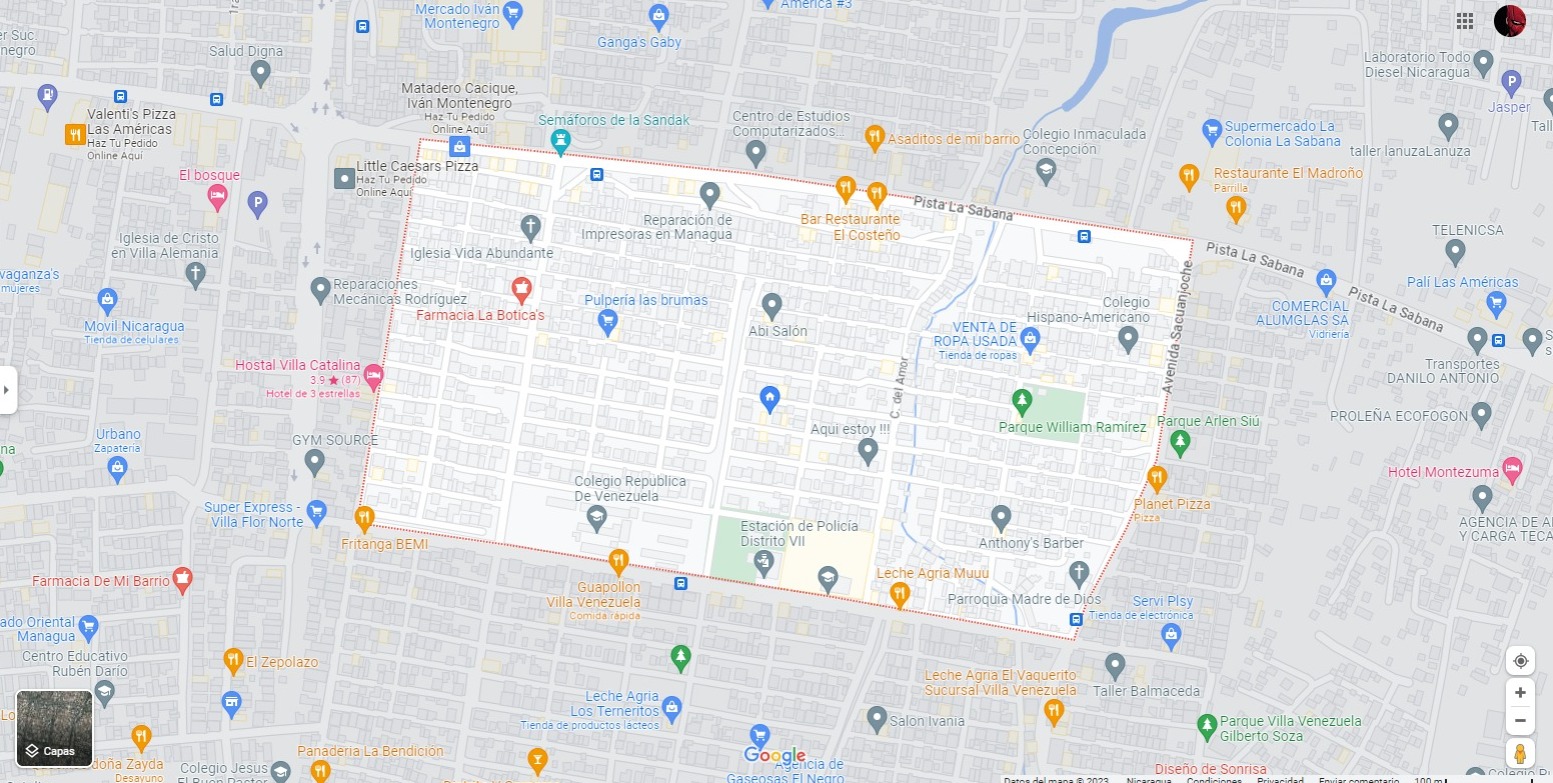 América #3
Mercado Iván
Montenegro
Ganga's Gaby
er Suc.
negro
Salud Digna
Laboratorio Todo
Diesel Nicaragua
Jasper
Matadero Cacique,
Iván Montenegro
Haz Tu Pedido
Online Aquí
Valenti's Pizza
Las Américas
Haz Tu Pedido
Online Aquí
Semáforos de la Sandak
Centro de Estudios
Computarizados...
Asaditos de mi barrio
Colegio Inmaculada
Concepción
Supermercado La
Colonia La Sabana
Tall
taller lanuzaLanuza
Little Caesars Pizza
Haz Tu Pedido
Online Aquí
El bosque
Restaurante El Madroño
Parrilla
Pista La Sabana
Reparación de
Impresoras en Managua
Bar Restaurante
El Costeño
TELENICSA
Iglesia de Cristo
en Villa Alemania
Iglesia Vida Abundante
Pista La Sabana
vaganza's
mujeres
Reparaciones
Mecánicas Rodríguez
Palí Las Américas
Pista La Sabana
Movil Nicaragua
Tienda de celulares
Farmacia La Botica's
Pulpería las brumas
Abi Salón
Colegio
Hispano-Americano
VENTA DE
ROPA USADA
Tienda de ropas
Avenida Sacuanjoche
COMERCIAL
ALUMGLAS SA
Vidriería
Hostal Villa Catalina
3.9 ★ (87)
Hotel de 3 estrellas
Transportes
DANILO ANTONIO
C. del Amor
Parque William Ramírez
Parque Arlen Siú
PROLEÑA ECOFOGON
Urbano
Zapatería
GYM SOURCE
Aqui estoy !!!
na
Hotel Montezuma
Colegio Republica
De Venezuela
Super Express -
Villa Flor Norte
Planet Pizza
Pizza
Fritanga BEMI
Estación de Policía
Distrito VII
Anthony's Barber
AGENCIA DE A
Y CARGA TECA
Farmacia De Mi Barrio
Guapollon
Villa Venezuela
Comida rápida
Leche Agria Muuu
Parroquia Madre de Dios
Servi Plsy
Tienda de electrónica
ado Oriental
Managua
Centro Educativo
Rubén Darío
El Zepolazo
Leche Agria El Vaquerito
Sucursal Villa Venezuela
Taller Balmaceda
Leche Agria
Los Terneritos
Tienda de productos lácteos
Salón Ivania
Parque Villa Venezuela
Gilberto Soza
Lo
Capas
Panadería La Bendición
doña Zayda
Desayuno
Colegio Jesus
El Buen Pastor
Google
Agencia de
Gaseosas El Negro
Diseño de Sonrisa
Datos del mapa © 2023 Nicaragua Condiciones Privacidad Enviar comentario 100 m